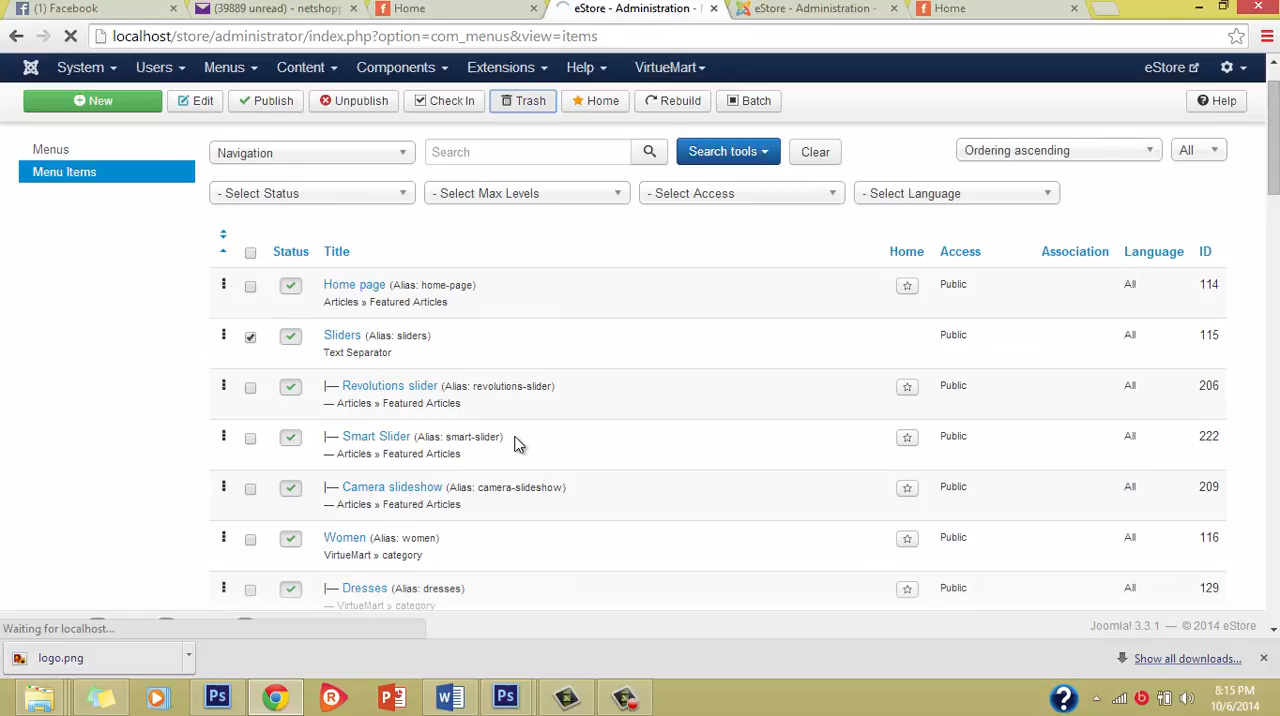 (1) Facebook × (39889 unread) - netshopp × Home × eStore - Administration - × eStore - Administration - × Home ×
localhost/store/administrator/index.php?option=com_menus&view=items
System Users Menus Content Components Extensions Help VirtueMart eStore
New Edit Publish Unpublish Check In Trash Home Rebuild Batch Help
Menus
Menu Items
Navigation Search Search tools Clear Ordering ascending All
- Select Status - Select Max Levels - Select Access - Select Language
Status Title Home Access Association Language ID
Home page (Alias: home-page) Public All 114
Articles » Featured Articles
Sliders (Alias: sliders) Public All 115
Text Separator
|— Revolutions slider (Alias: revolutions-slider) Public All 206
— Articles » Featured Articles
|— Smart Slider (Alias: smart-slider) Public All 222
— Articles » Featured Articles
|— Camera slideshow (Alias: camera-slideshow) Public All 209
— Articles » Featured Articles
Women (Alias: women) Public All 116
VirtueMart » category
|— Dresses (Alias: dresses) Public All 129
— VirtueMart » category
Waiting for localhost... Joomla! 3.3.1 — © 2014 eStore
logo.png Show all downloads...
8:15 PM
10/6/2014